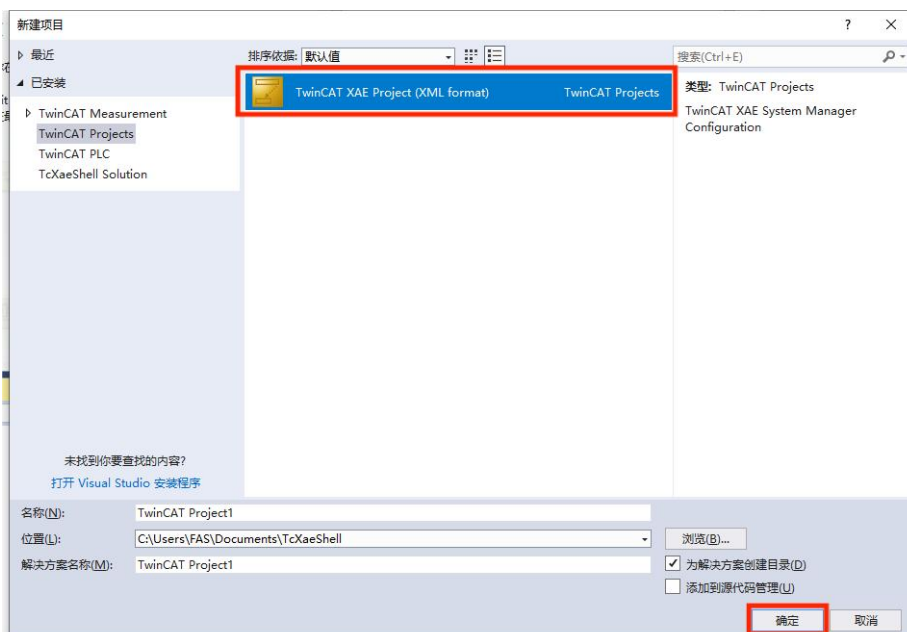 新建项目
? ×
最近
排序依据: 默认值
搜索(Ctrl+E)
已安装
TwinCAT XAE Project (XML format) TwinCAT Projects
类型: TwinCAT Projects
TwinCAT XAE System Manager
Configuration
TwinCAT Measurement
TwinCAT Projects
TwinCAT PLC
TcXaeShell Solution
未找到你要查找的内容?
打开 Visual Studio 安装程序
名称(N): TwinCAT Project1
位置(L): C:\Users\FAS\Documents\TcXaeShell 浏览(B)...
解决方案名称(M): TwinCAT Project1 为解决方案创建目录(D)
添加到源代码管理(U)
确定 取消